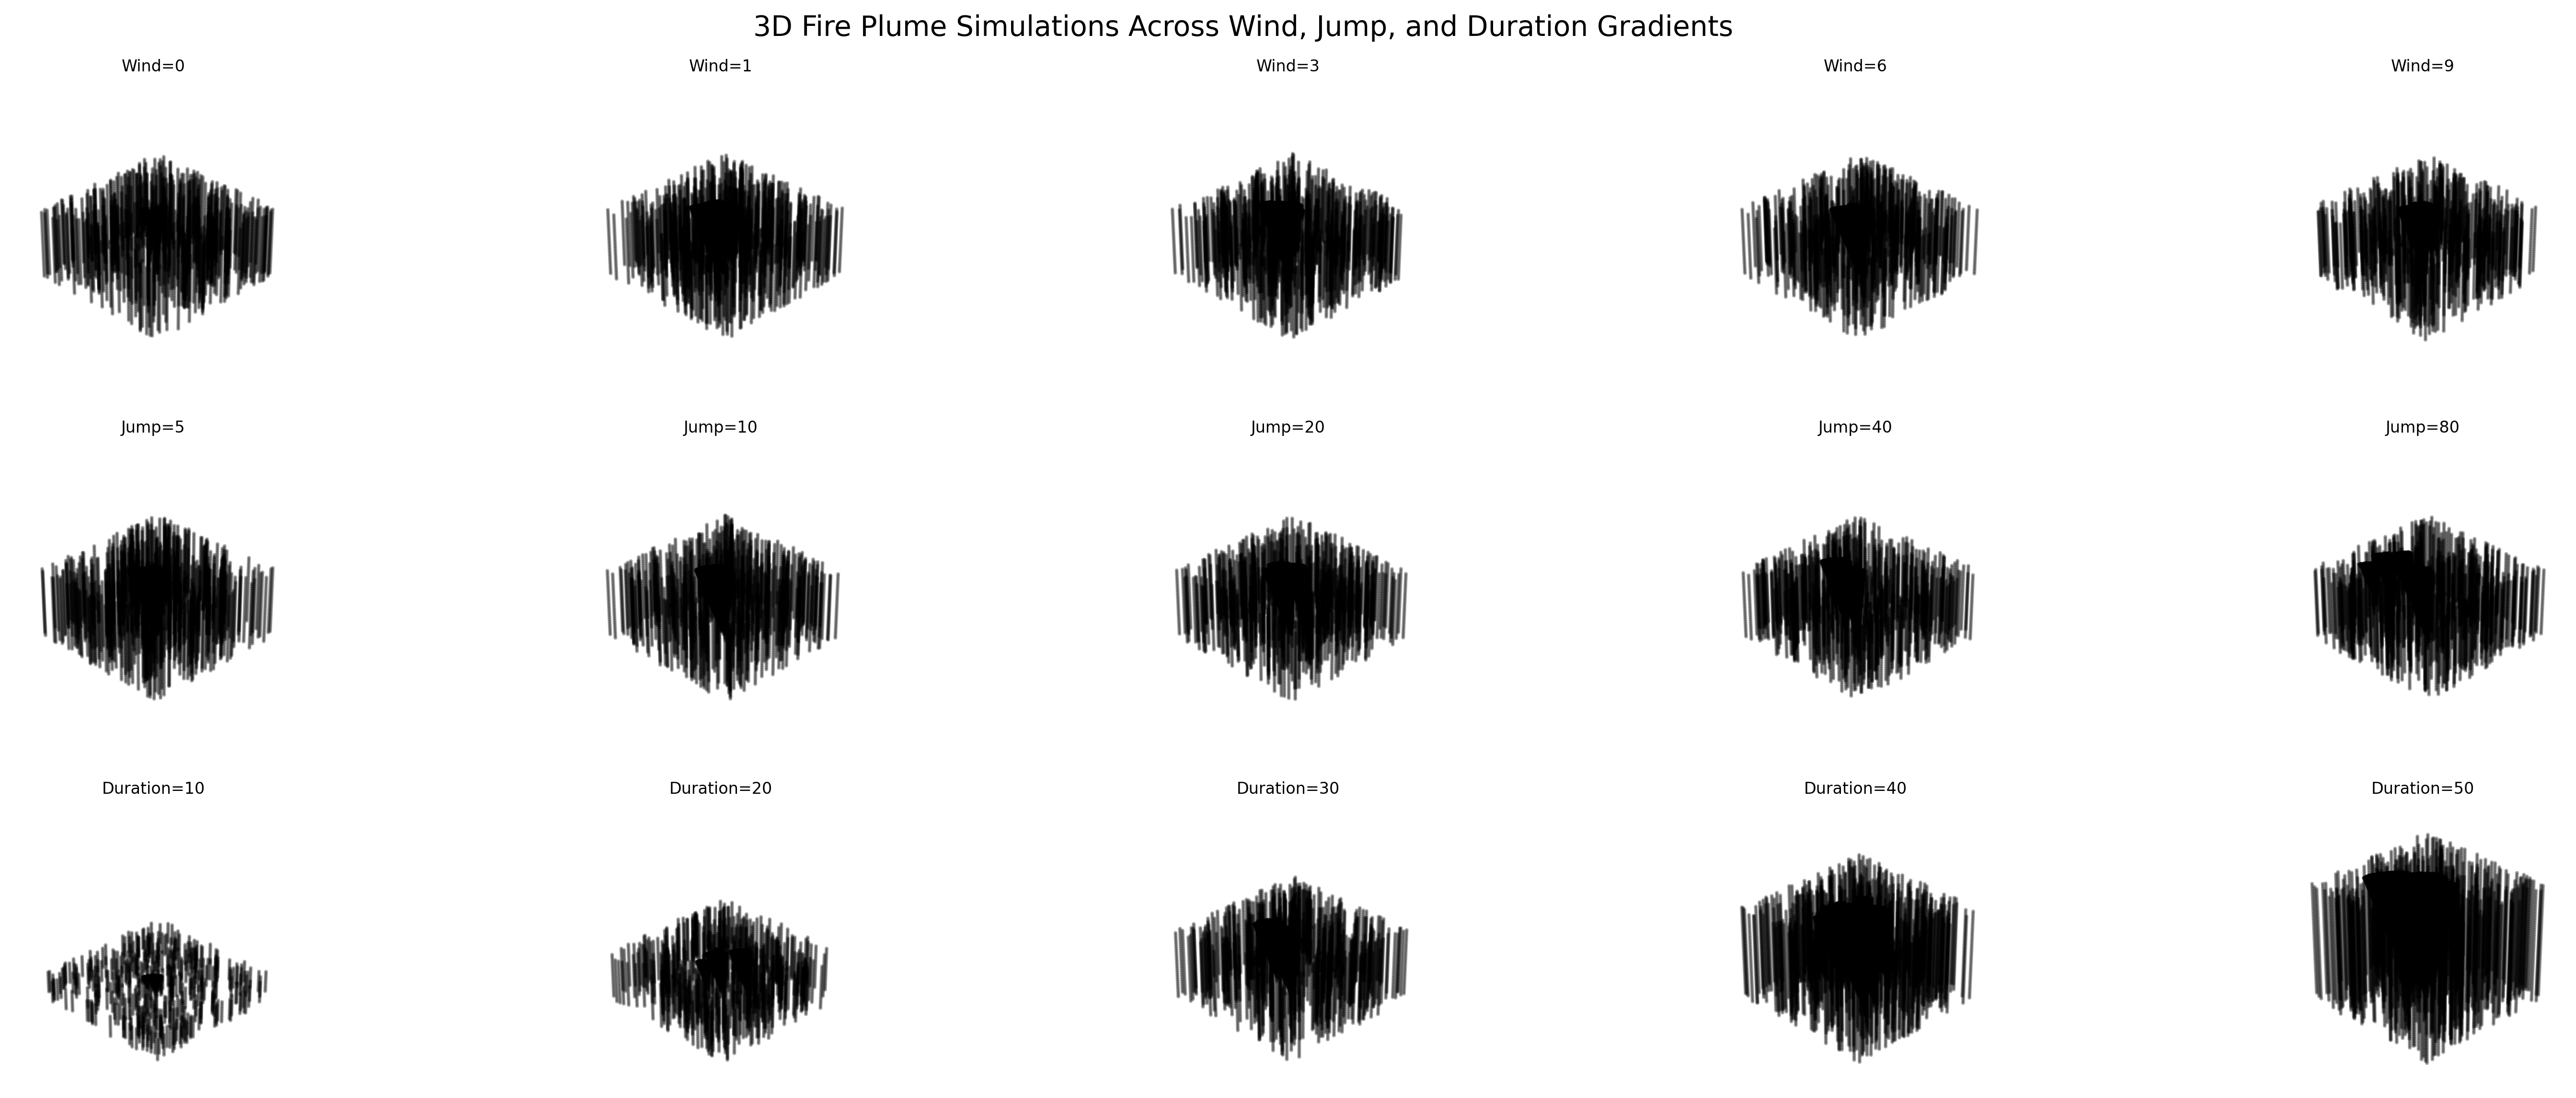 3D Fire Plume Simulations Across Wind, Jump, and Duration Gradients
Wind=0
Wind=1
Wind=3
Wind=6
Wind=9
Jump=5
Jump=10
Jump=20
Jump=40
Jump=80
Duration=10
Duration=20
Duration=30
Duration=40
Duration=50